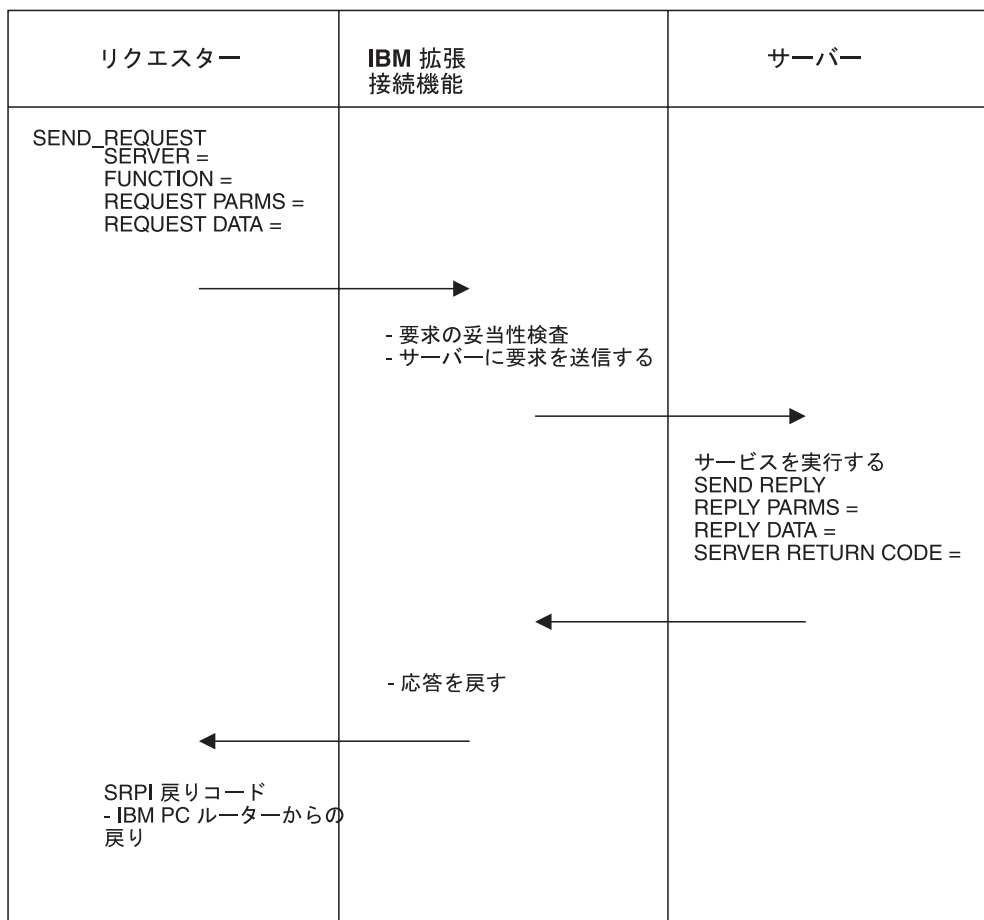 リクエスター
IBM 拡張
接続機能
サーバー
SEND_REQUEST
SERVER =
FUNCTION =
REQUEST PARMS =
REQUEST DATA =
- 要求の妥当性検査
- サーバーに要求を送信する
サービスを実行する
SEND REPLY
REPLY PARMS =
REPLY DATA =
SERVER RETURN CODE =
- 応答を戻す
SRPI 戻りコード
- IBM PC ルーターからの
戻り